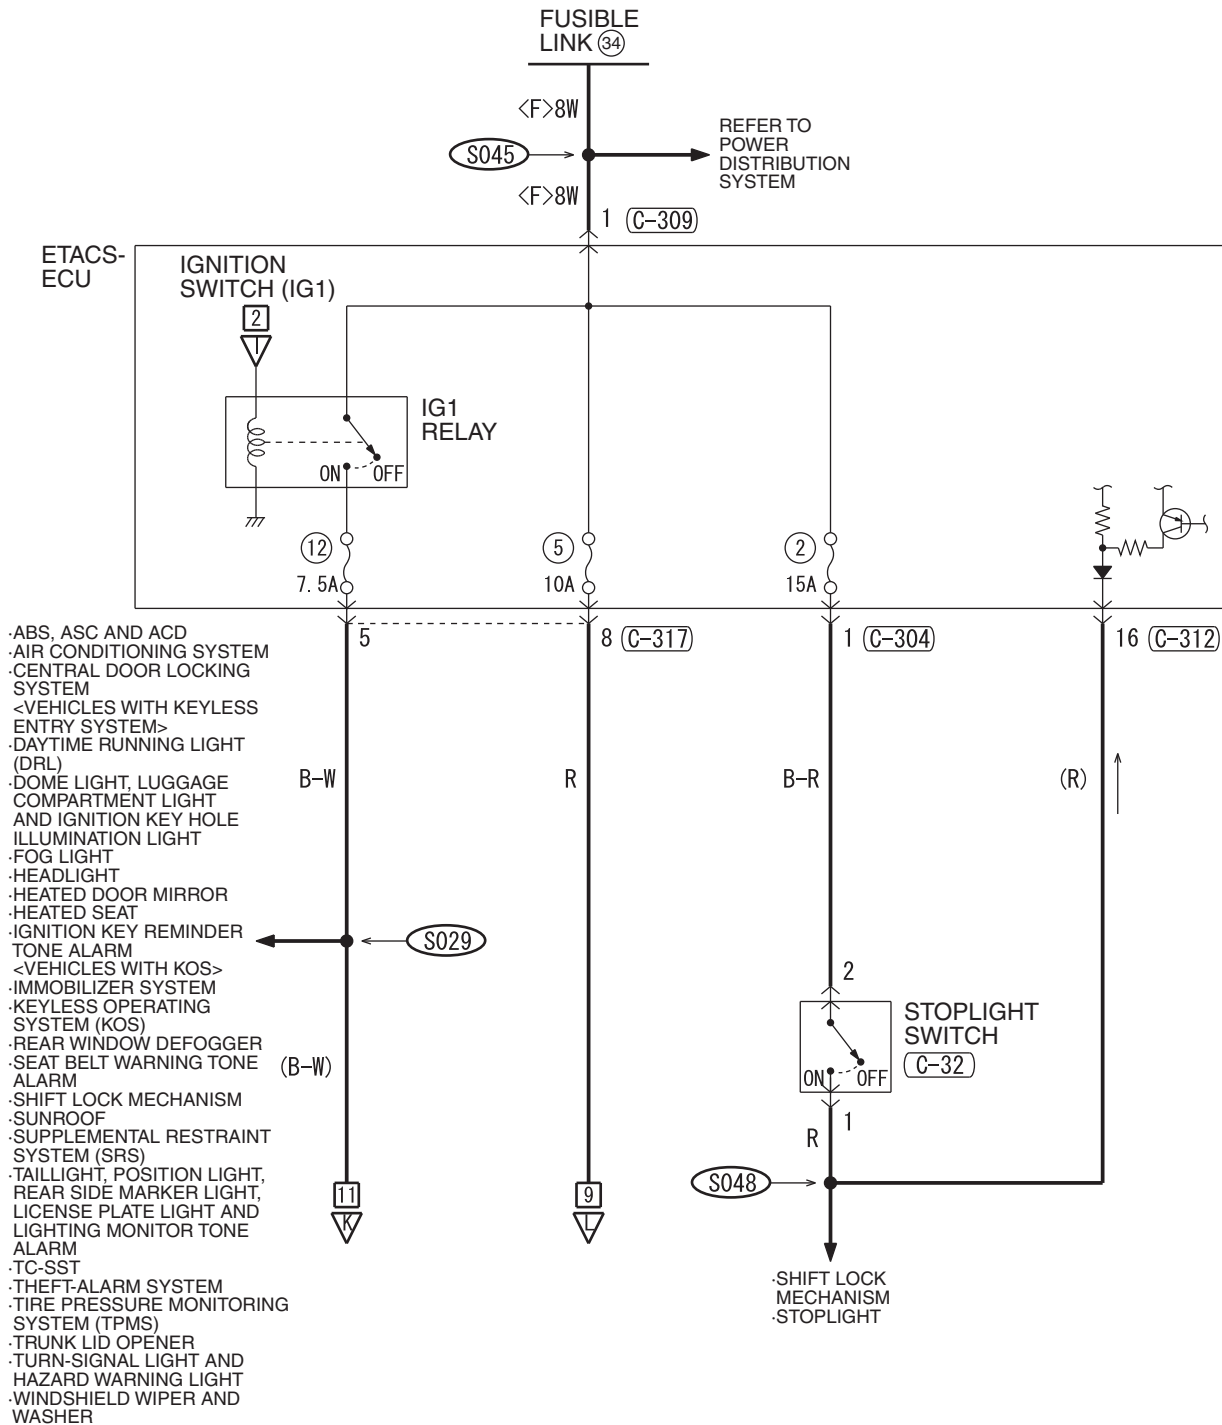 FUSIBLE
LINK 34
<F>8W
S045
REFER TO
POWER
DISTRIBUTION
SYSTEM
<F>8W
1 C-309
ETACS-
ECU
IGNITION
SWITCH (IG1)
2
T
IG1
RELAY
ON OFF
12
7.5A
5
10A
2
15A
5
8 C-317
1 C-304
16 C-312
·ABS, ASC AND ACD
·AIR CONDITIONING SYSTEM
·CENTRAL DOOR LOCKING
SYSTEM
<VEHICLES WITH KEYLESS
ENTRY SYSTEM>
·DAYTIME RUNNING LIGHT
(DRL)
·DOME LIGHT, LUGGAGE
COMPARTMENT LIGHT
AND IGNITION KEY HOLE
ILLUMINATION LIGHT
·FOG LIGHT
·HEADLIGHT
·HEATED DOOR MIRROR
·HEATED SEAT
·IGNITION KEY REMINDER
TONE ALARM
<VEHICLES WITH KOS>
·IMMOBILIZER SYSTEM
·KEYLESS OPERATING
SYSTEM (KOS)
·REAR WINDOW DEFOGGER
·SEAT BELT WARNING TONE
ALARM
·SHIFT LOCK MECHANISM
·SUNROOF
·SUPPLEMENTAL RESTRAINT
SYSTEM (SRS)
·TAILLIGHT, POSITION LIGHT,
REAR SIDE MARKER LIGHT,
LICENSE PLATE LIGHT AND
LIGHTING MONITOR TONE
ALARM
·TC-SST
·THEFT-ALARM SYSTEM
·TIRE PRESSURE MONITORING
SYSTEM (TPMS)
·TRUNK LID OPENER
·TURN-SIGNAL LIGHT AND
HAZARD WARNING LIGHT
·WINDSHIELD WIPER AND
WASHER
B-W
R
B-R
(R)
S029
(B-W)
2
STOPLIGHT
SWITCH
C-32
ON OFF
1
R
S048
11
K
9
L
·SHIFT LOCK
MECHANISM
·STOPLIGHT